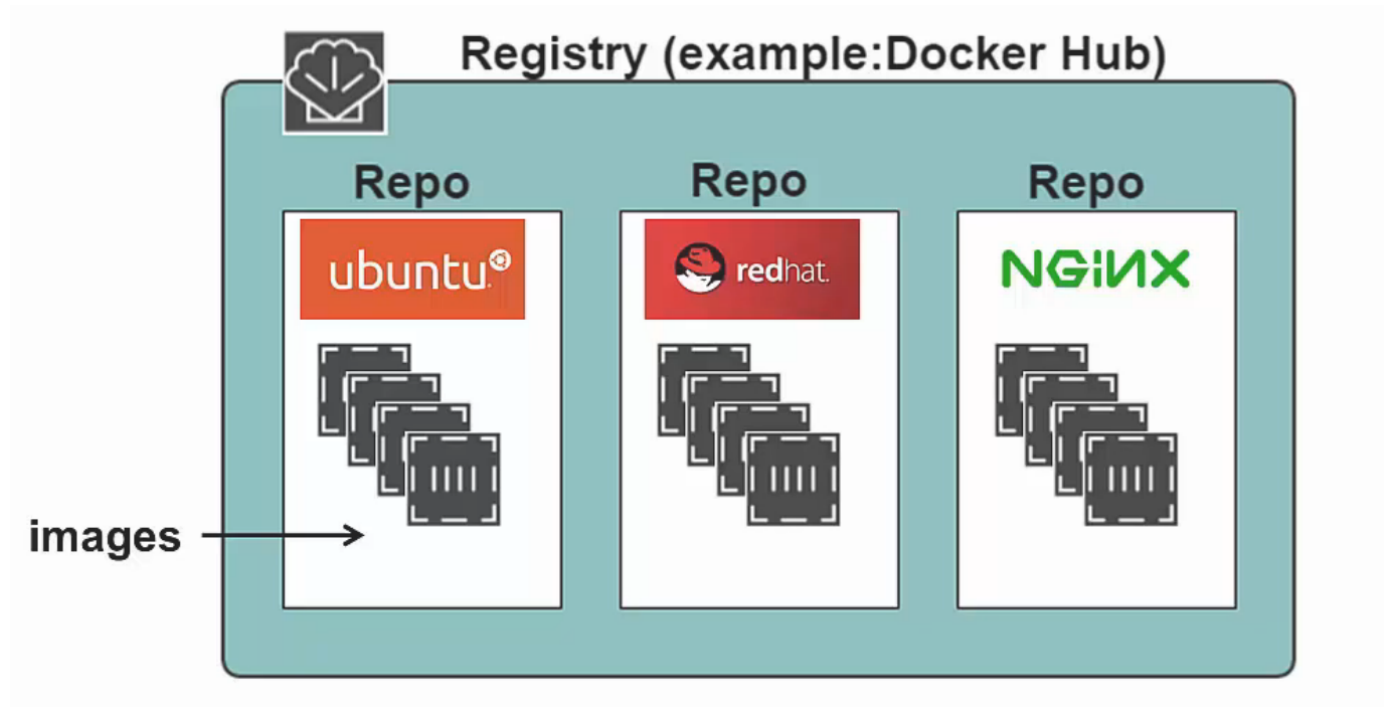 Registry (example:Docker Hub)
Repo
Repo
Repo
ubuntu
redhat.
NGiNX
images